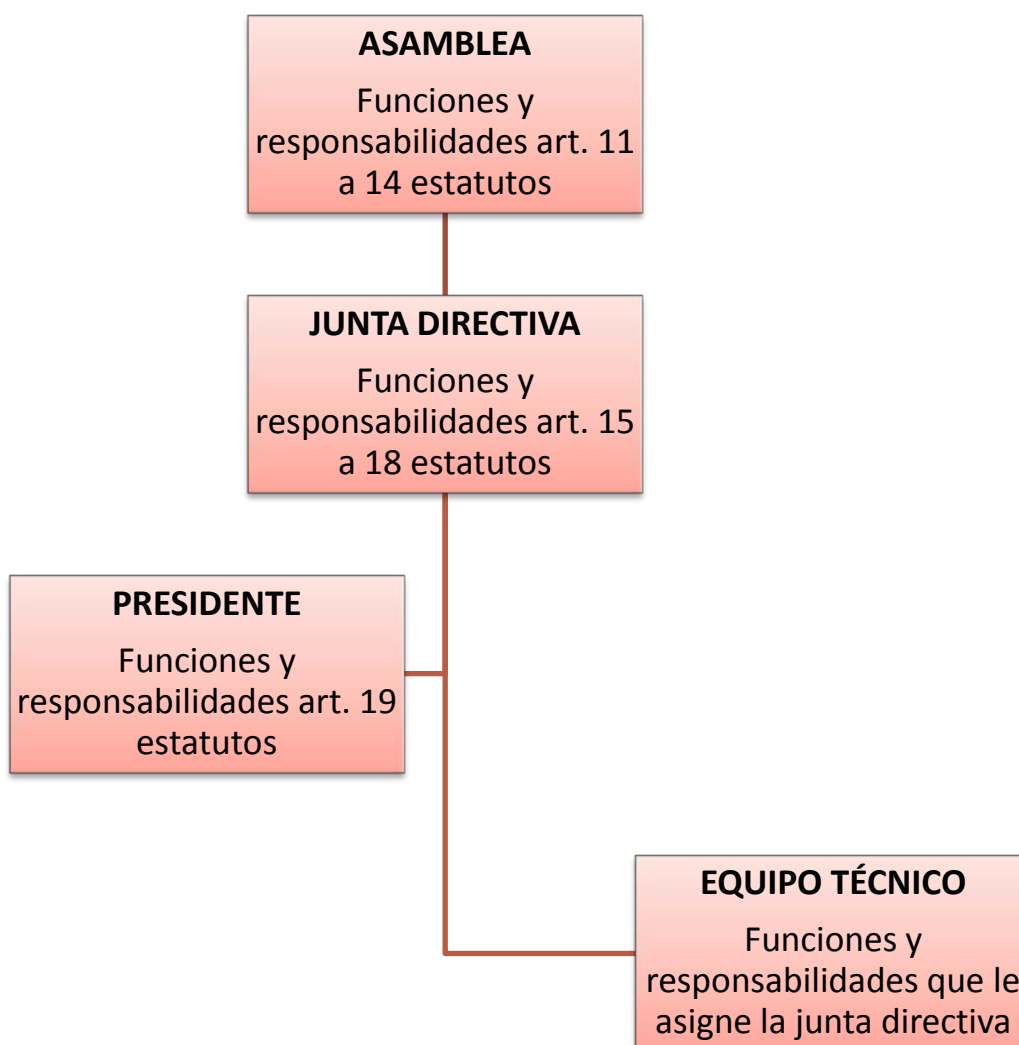 ASAMBLEA
Funciones y
responsabilidades art. 11
a 14 estatutos
JUNTA DIRECTIVA
Funciones y
responsabilidades art. 15
a 18 estatutos
PRESIDENTE
Funciones y
responsabilidades art. 19
estatutos
EQUIPO TÉCNICO
Funciones y
responsabilidades que le
asigne la junta directiva